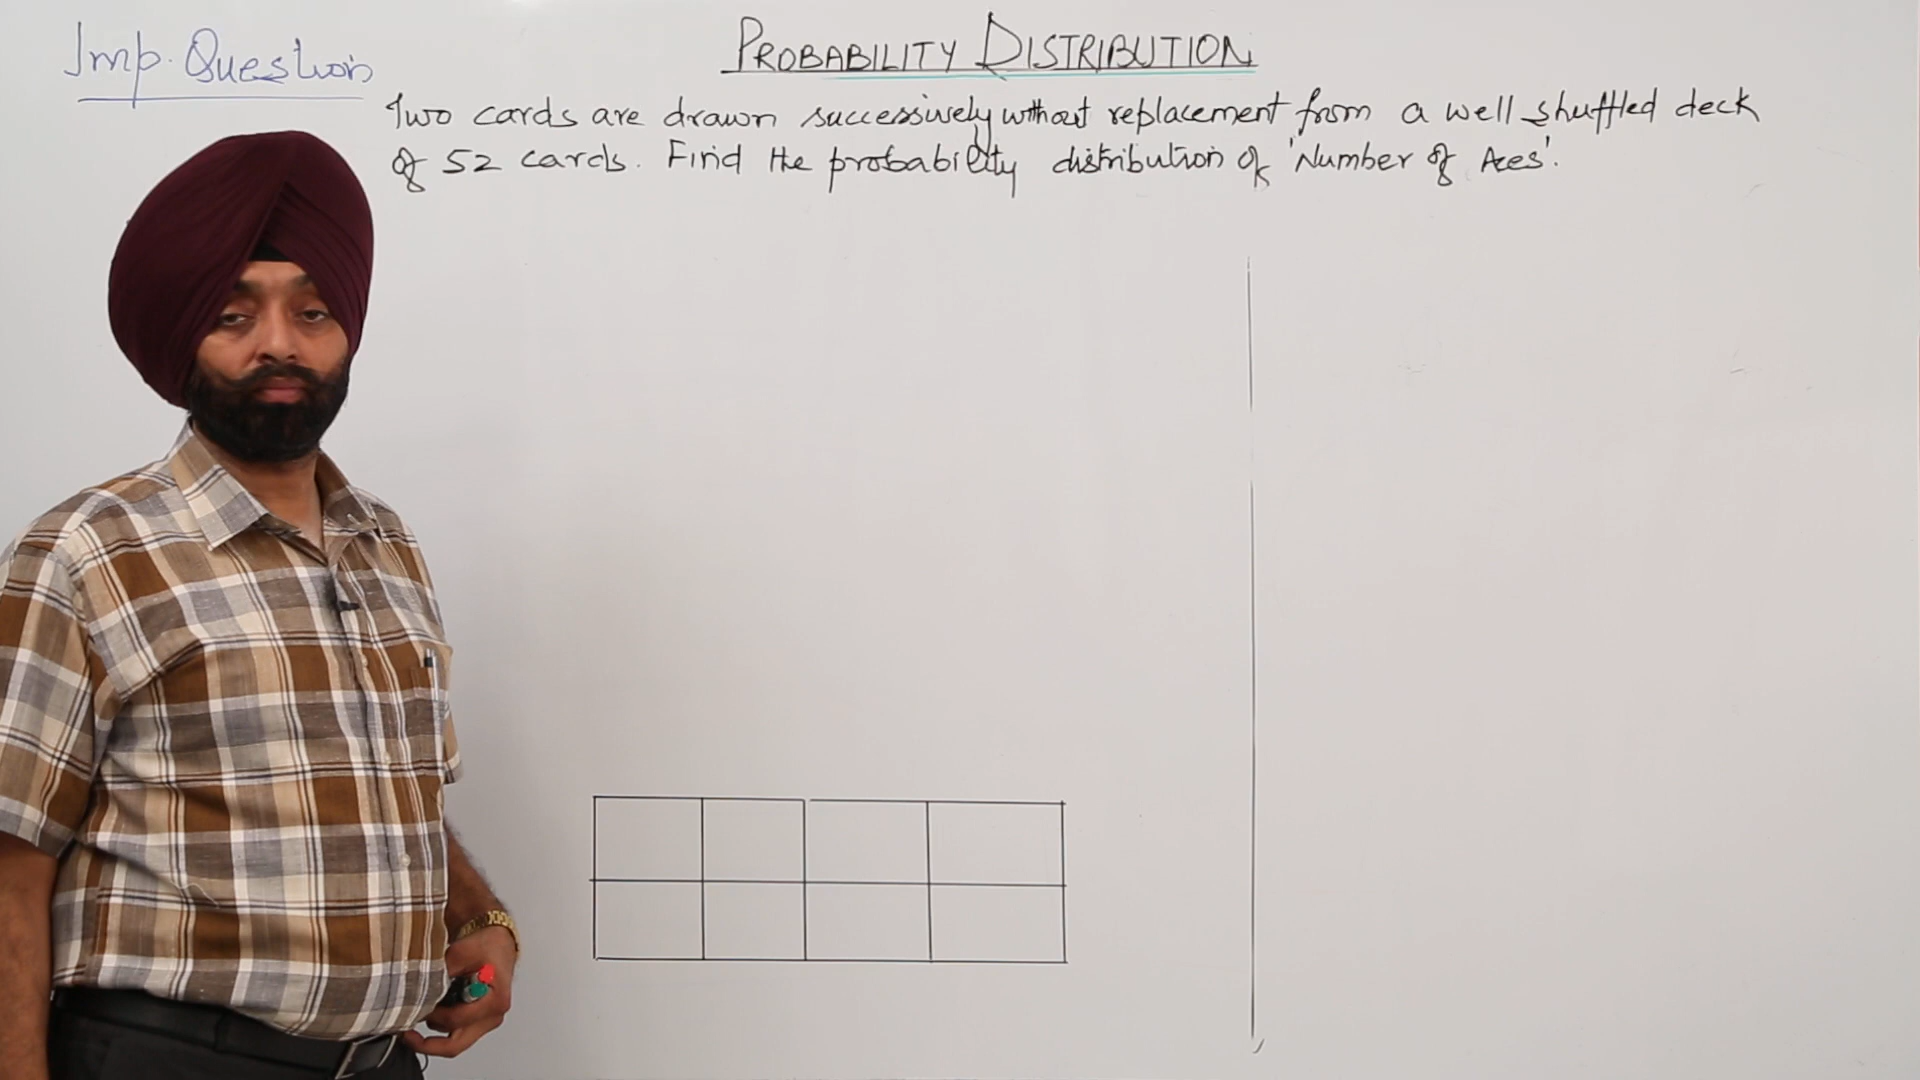 Imp. Question
PROBABILITY DISTRIBUTION
Two cards are drawn successively without replacement from a well shuffled deck
of 52 cards. Find the probability distribution of 'Number of Aces'.